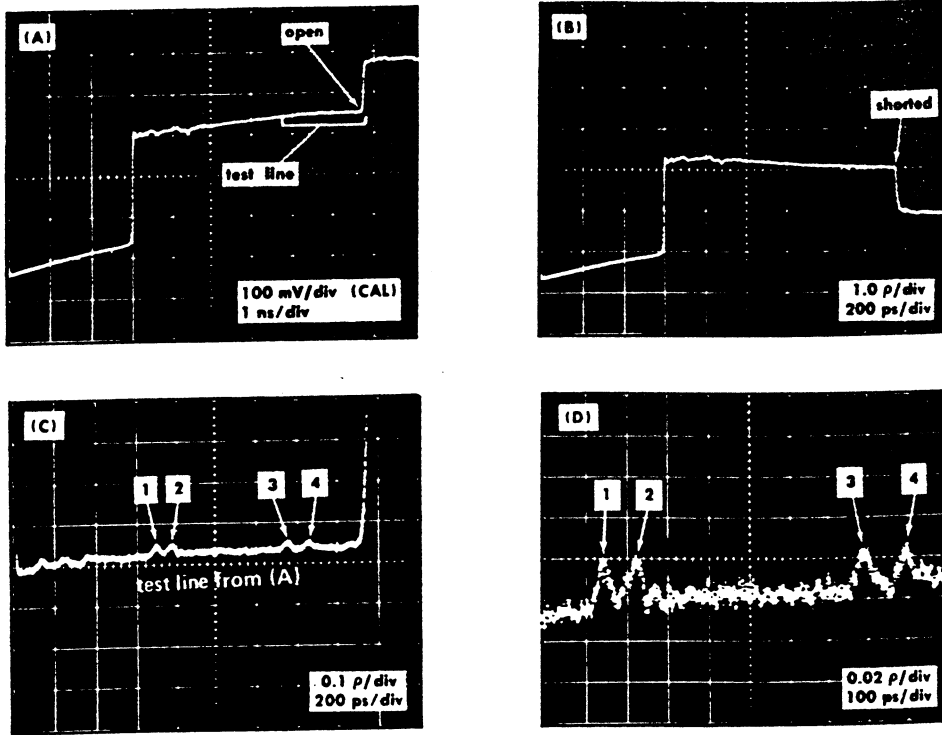 (A)
open
test line
100 mV/div (CAL)
1 ns/div
(B)
shorted
1.0 ρ/div
200 ps/div
(C)
1 2 3 4
test line from (A)
0.1 ρ/div
200 ps/div
(D)
1 2 3 4
0.02 ρ/div
100 ps/div